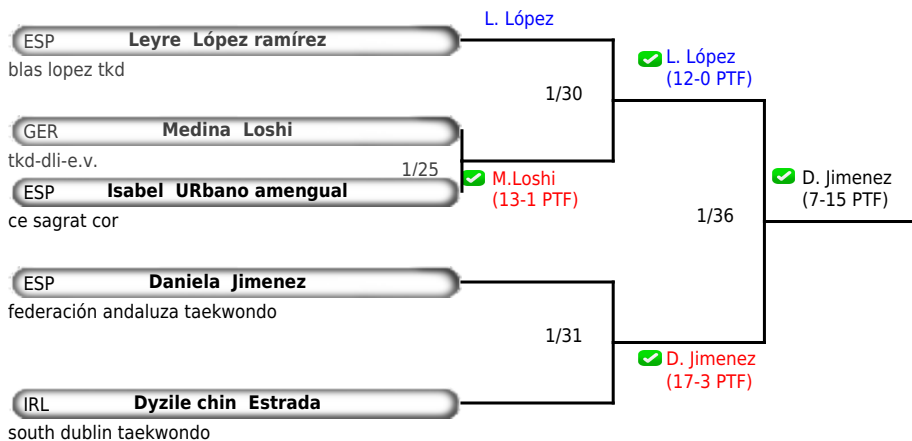 L. López
ESP Leyre López ramírez
blas lopez tkd
L. López
(12-0 PTF)
1/30
GER Medina Loshi
tkd-dli-e.v.
1/25
M.Loshi
(13-1 PTF)
ESP Isabel URbano amengual
ce sagrat cor
D. Jimenez
(7-15 PTF)
1/36
ESP Daniela Jimenez
federación andaluza taekwondo
1/31
D. Jimenez
(17-3 PTF)
IRL Dyzile chin Estrada
south dublin taekwondo